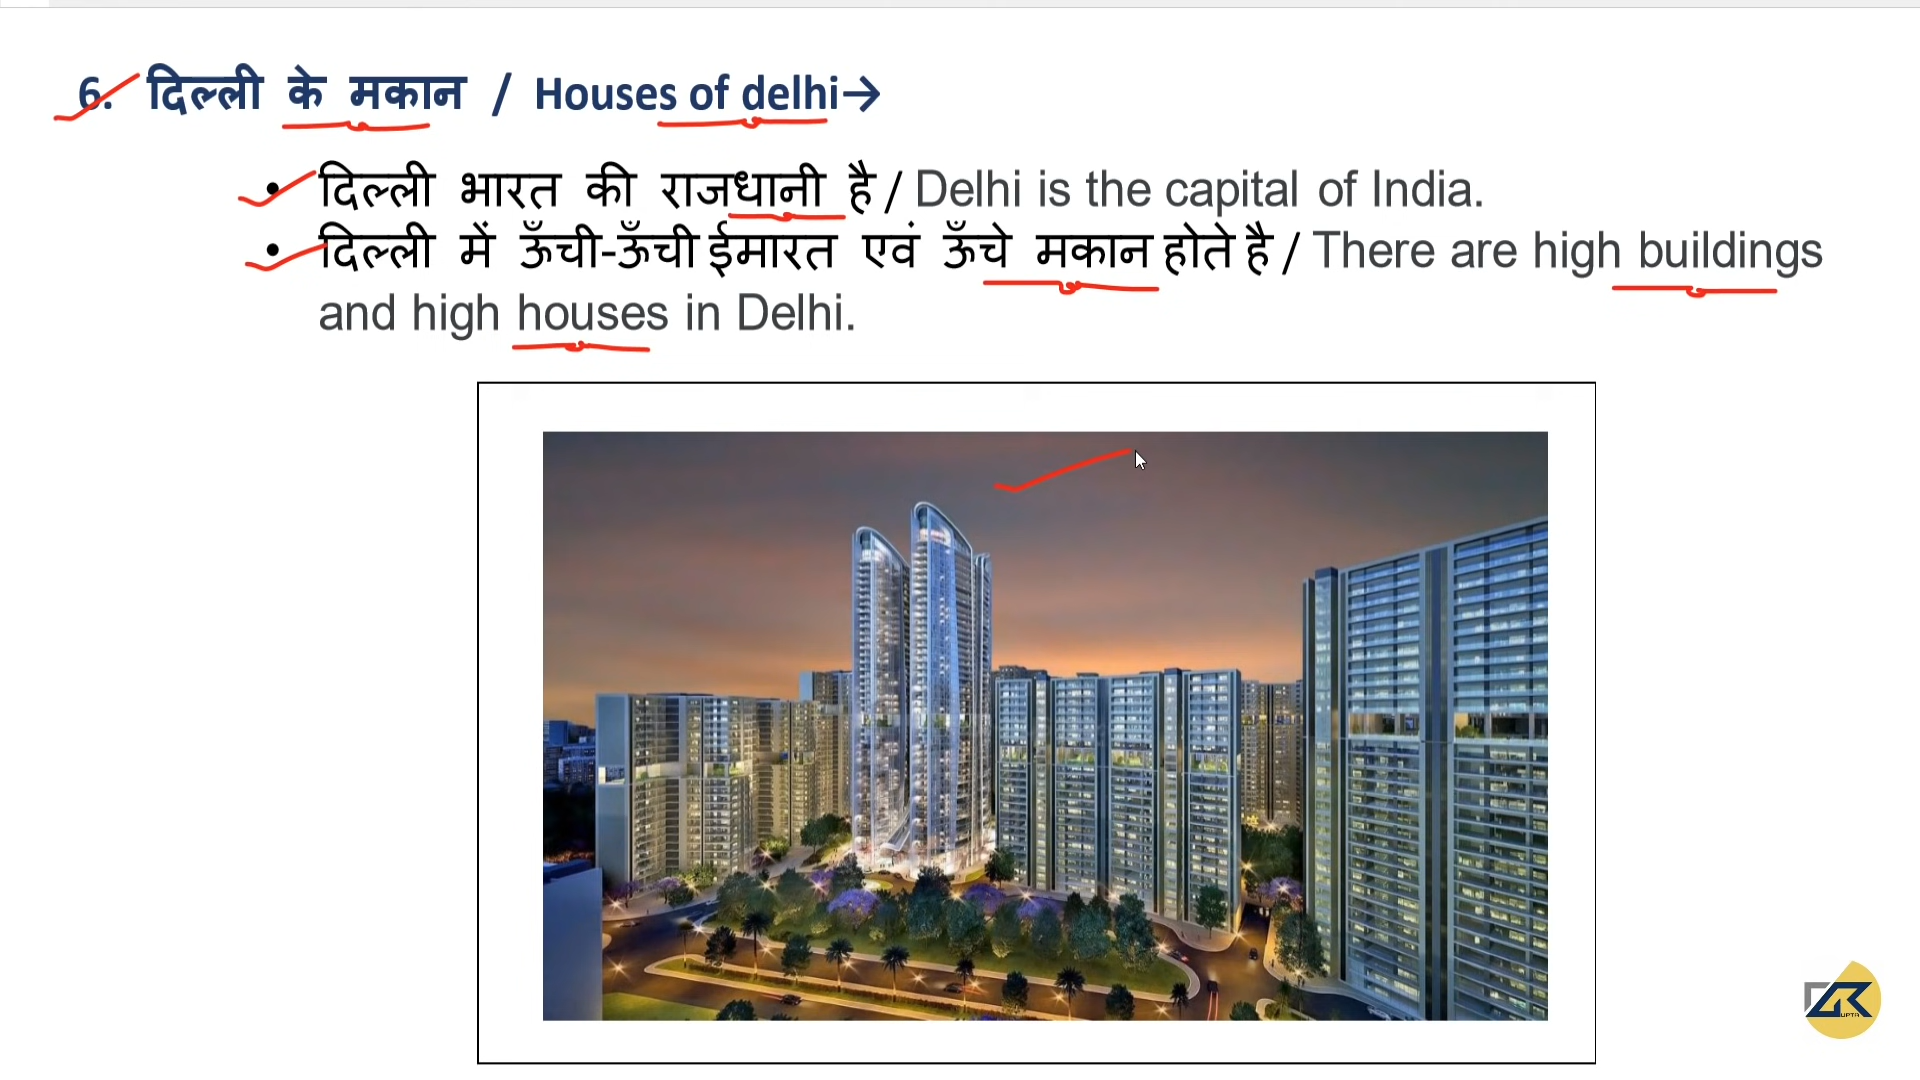 6. दिल्ली के मकान / Houses of delhi→
• दिल्ली भारत की राजधानी है / Delhi is the capital of India.
• दिल्ली में ऊँची-ऊँची ईमारत एवं ऊँचे मकान होते है / There are high buildings
and high houses in Delhi.
UPTA